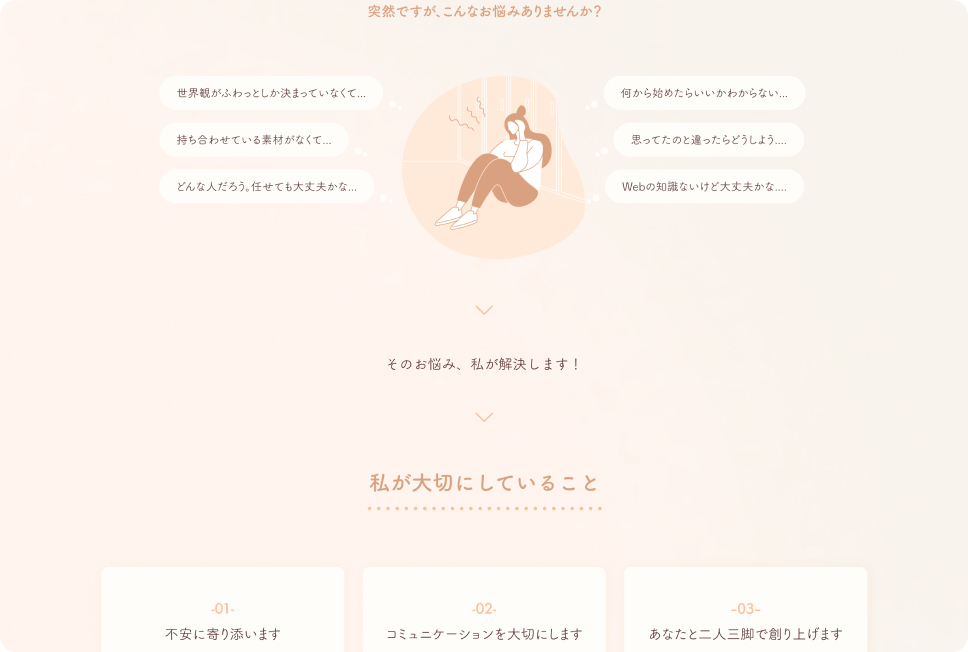 突然ですが、こんなお悩みありませんか？
世界観がふわっとしか決まっていなくて...
持ち合わせている素材がなくて...
どんな人だろう。任せても大丈夫かな...
何から始めたらいいかわからない...
思ってたのと違ったらどうしよう....
Webの知識ないけど大丈夫かな....
そのお悩み、私が解決します！
私が大切にしていること
-01-
不安に寄り添います
-02-
コミュニケーションを大切にします
-03-
あなたと二人三脚で創り上げます